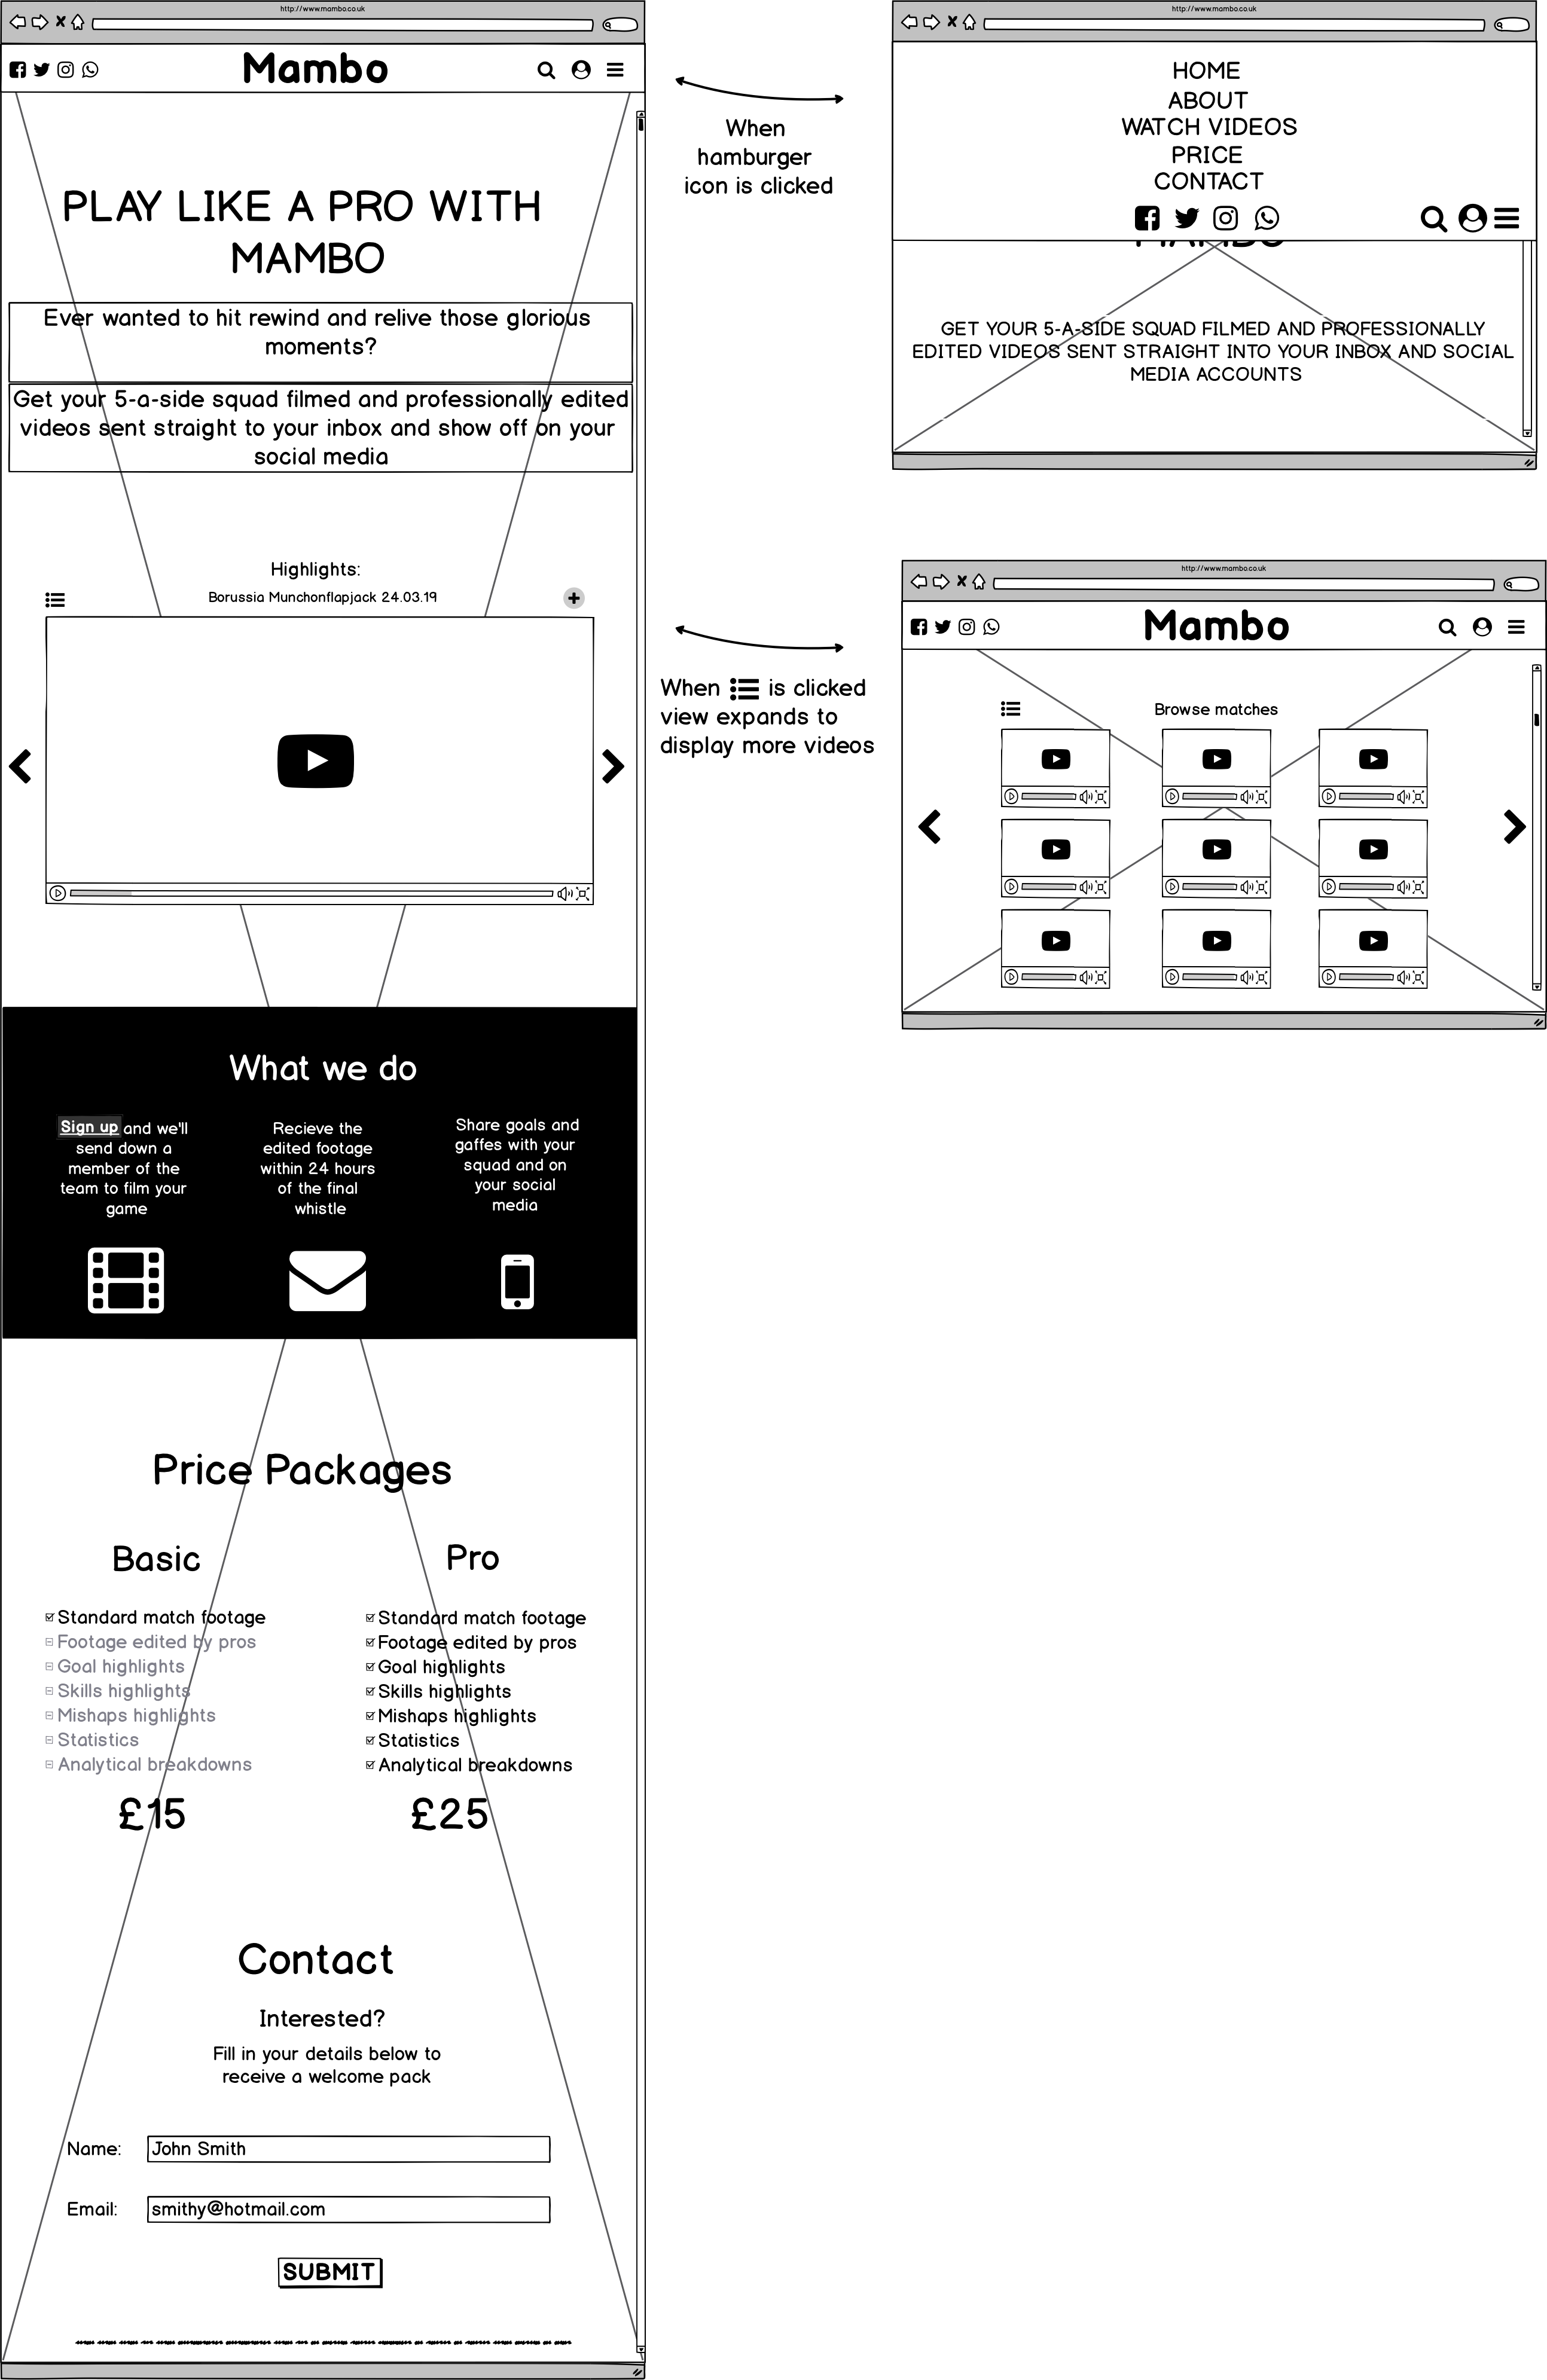 http://www.mambo.co.uk
Mambo
PLAY LIKE A PRO WITH
MAMBO
Ever wanted to hit rewind and relive those glorious
moments?
Get your 5-a-side squad filmed and professionally edited
videos sent straight to your inbox and show off on your
social media
Highlights:
Borussia Munchonflapjack 24.03.19
What we do
Sign up and we'll
send down a
member of the
team to film your
game
Recieve the
edited footage
within 24 hours
of the final
whistle
Share goals and
gaffes with your
squad and on
your social
media
Price Packages
Basic
Standard match footage
Footage edited by pros
Goal highlights
Skills highlights
Mishaps highlights
Statistics
Analytical breakdowns
£15
Pro
Standard match footage
Footage edited by pros
Goal highlights
Skills highlights
Mishaps highlights
Statistics
Analytical breakdowns
£25
Contact
Interested?
Fill in your details below to
receive a welcome pack
Name: John Smith
Email: smithy@hotmail.com
SUBMIT
When
hamburger
icon is clicked
http://www.mambo.co.uk
HOME
ABOUT
WATCH VIDEOS
PRICE
CONTACT
MAMBO
GET YOUR 5-A-SIDE SQUAD FILMED AND PROFESSIONALLY
EDITED VIDEOS SENT STRAIGHT INTO YOUR INBOX AND SOCIAL
MEDIA ACCOUNTS
When is clicked
view expands to
display more videos
http://www.mambo.co.uk
Mambo
Browse matches